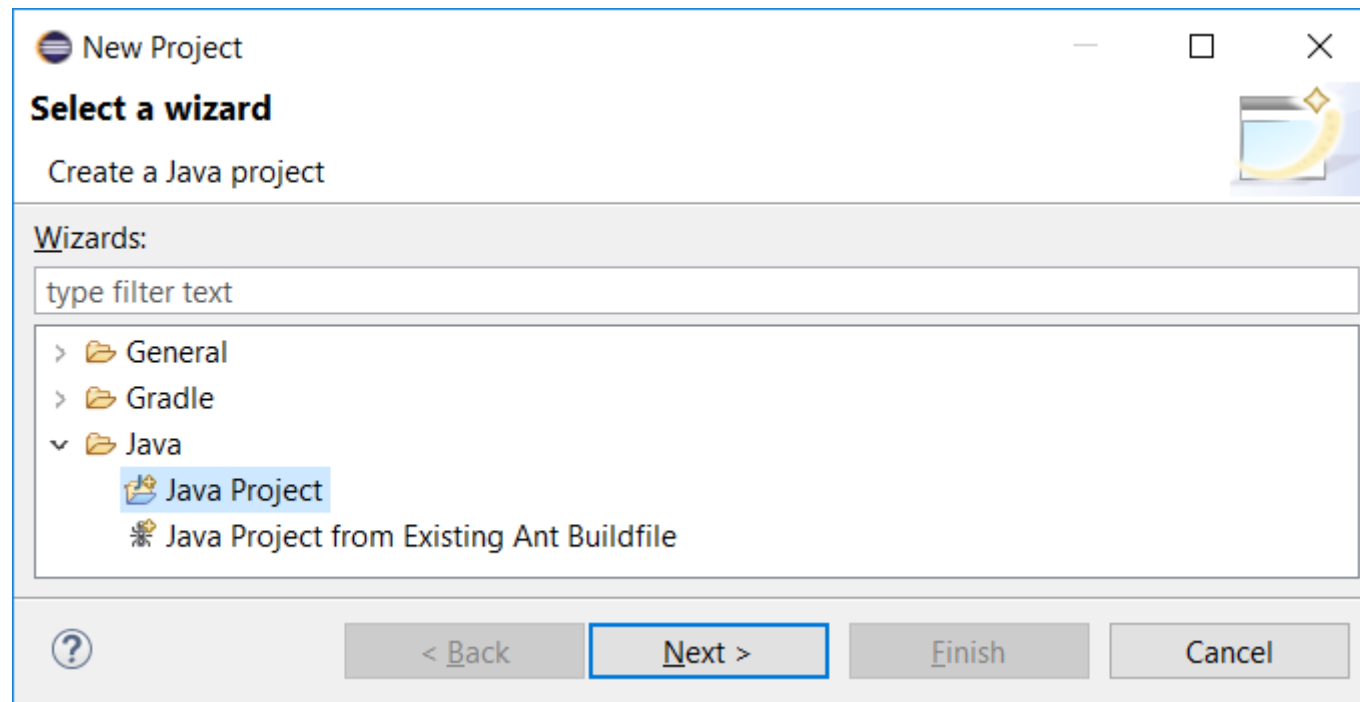 New Project
Select a wizard
Create a Java project
Wizards:
type filter text
General
Gradle
Java
Java Project
Java Project from Existing Ant Buildfile
? < Back Next > Finish Cancel